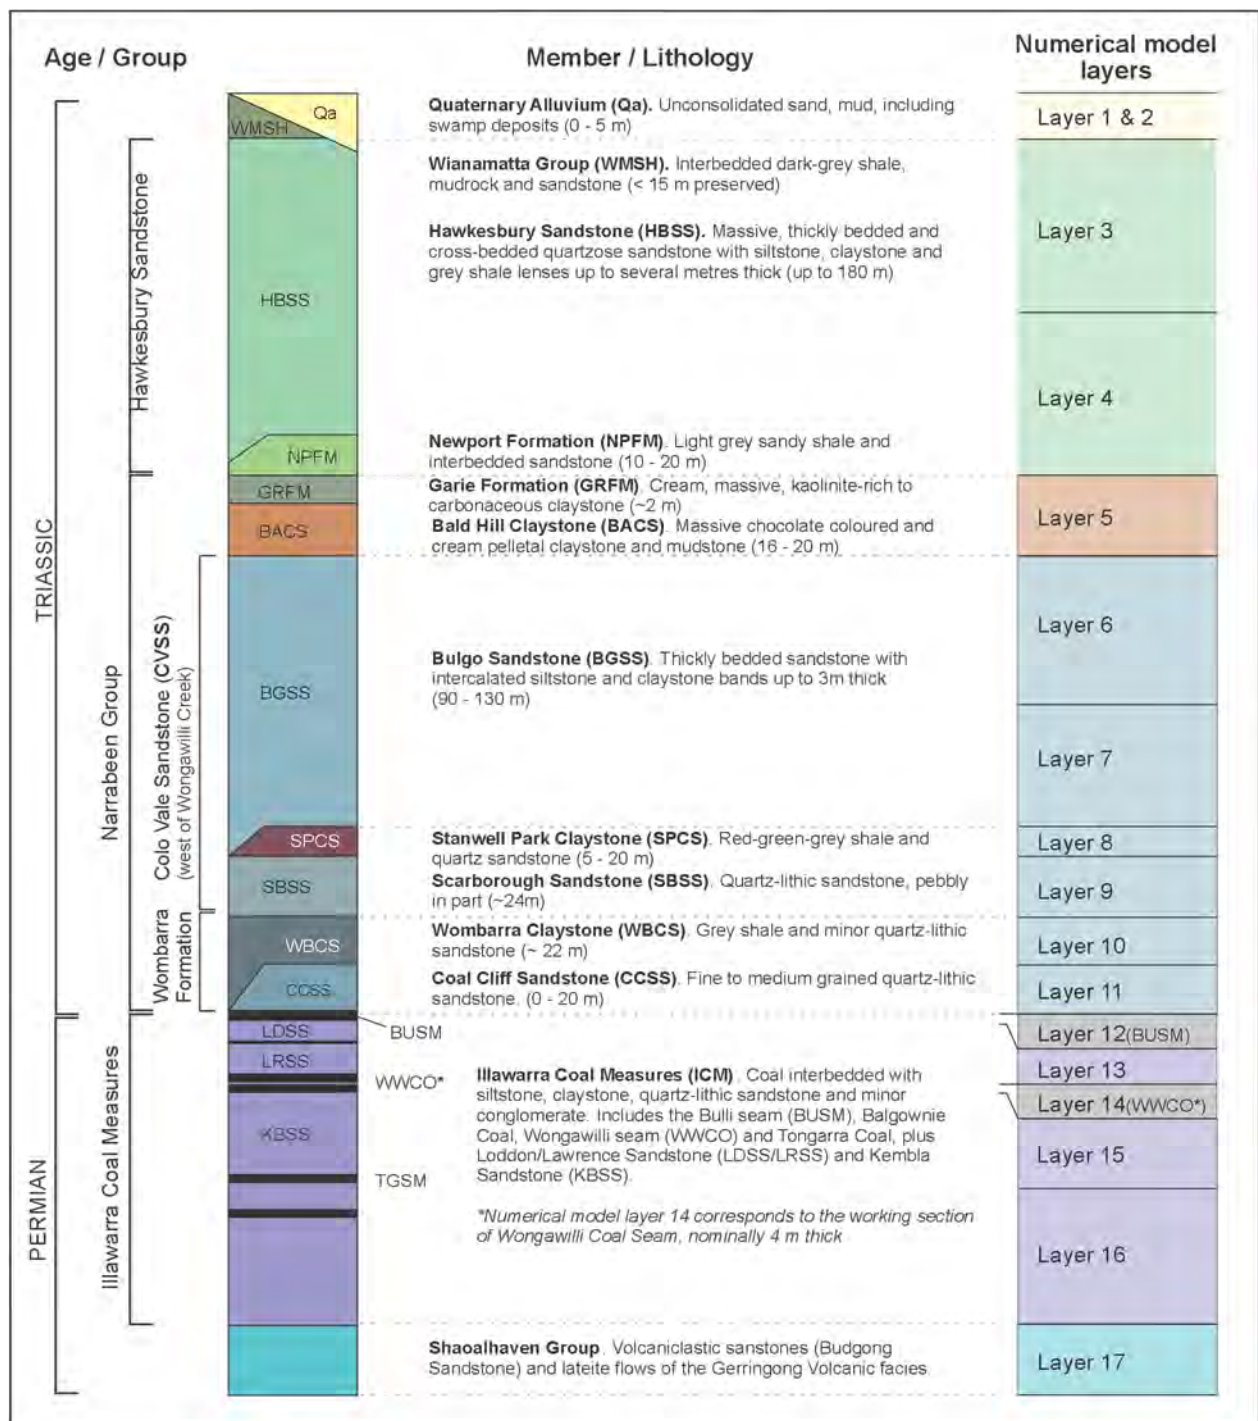 Age / Group
Member / Lithology
Numerical model
layers
TRIASSIC
PERMIAN
Hawkesbury Sandstone
Narrabeen Group
Colo Vale Sandstone (CVSS)
(west of Wongawilli Creek)
Wombarra
Formation
Illawarra Coal Measures
Qa
WMSH
HBSS
NPFM
GRFM
BACS
BGSS
SPCS
SBSS
WBCS
CCSS
LDSS
BUSM
LRSS
WWCO*
KBSS
TGSM
Quaternary Alluvium (Qa). Unconsolidated sand, mud, including
swamp deposits (0 - 5 m)
Wianamatta Group (WMSH). Interbedded dark-grey shale,
mudrock and sandstone (< 15 m preserved)
Hawkesbury Sandstone (HBSS). Massive, thickly bedded and
cross-bedded quartzose sandstone with siltstone, claystone and
grey shale lenses up to several metres thick (up to 180 m)
Newport Formation (NPFM). Light grey sandy shale and
interbedded sandstone (10 - 20 m)
Garie Formation (GRFM). Cream, massive, kaolinite-rich to
carbonaceous claystone (~2 m)
Bald Hill Claystone (BACS). Massive chocolate coloured and
cream pelletal claystone and mudstone (16 - 20 m)
Bulgo Sandstone (BGSS). Thickly bedded sandstone with
intercalated siltstone and claystone bands up to 3m thick
(90 - 130 m)
Stanwell Park Claystone (SPCS). Red-green-grey shale and
quartz sandstone (5 - 20 m)
Scarborough Sandstone (SBSS). Quartz-lithic sandstone, pebbly
in part (~24m)
Wombarra Claystone (WBCS). Grey shale and minor quartz-lithic
sandstone (~ 22 m)
Coal Cliff Sandstone (CCSS). Fine to medium grained quartz-lithic
sandstone. (0 - 20 m)
Illawarra Coal Measures (ICM). Coal interbedded with
siltstone, claystone, quartz-lithic sandstone and minor
conglomerate. Includes the Bulli seam (BUSM), Balgownie
Coal, Wongawilli seam (WWCO) and Tongarra Coal, plus
Loddon/Lawrence Sandstone (LDSS/LRSS) and Kembla
Sandstone (KBSS).
*Numerical model layer 14 corresponds to the working section
of Wongawilli Coal Seam, nominally 4 m thick
Shaoalhaven Group. Volcaniclastic sanstones (Budgong
Sandstone) and lateite flows of the Gerringong Volcanic facies.
Layer 1 & 2
Layer 3
Layer 4
Layer 5
Layer 6
Layer 7
Layer 8
Layer 9
Layer 10
Layer 11
Layer 12(BUSM)
Layer 13
Layer 14(WWCO*)
Layer 15
Layer 16
Layer 17